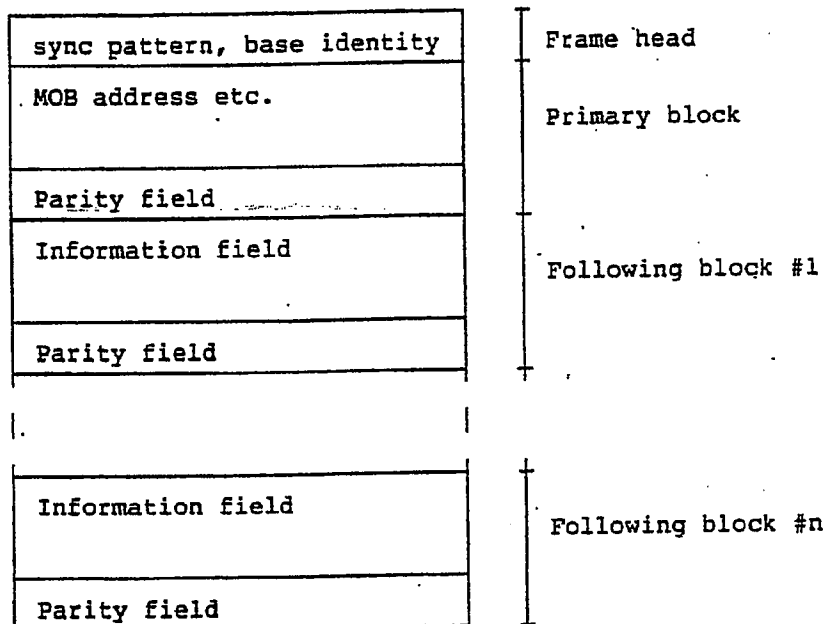 sync pattern, base identity
Frame head
MOB address etc.
Primary block
Parity field
Information field
Following block #1
Parity field
Information field
Following block #n
Parity field